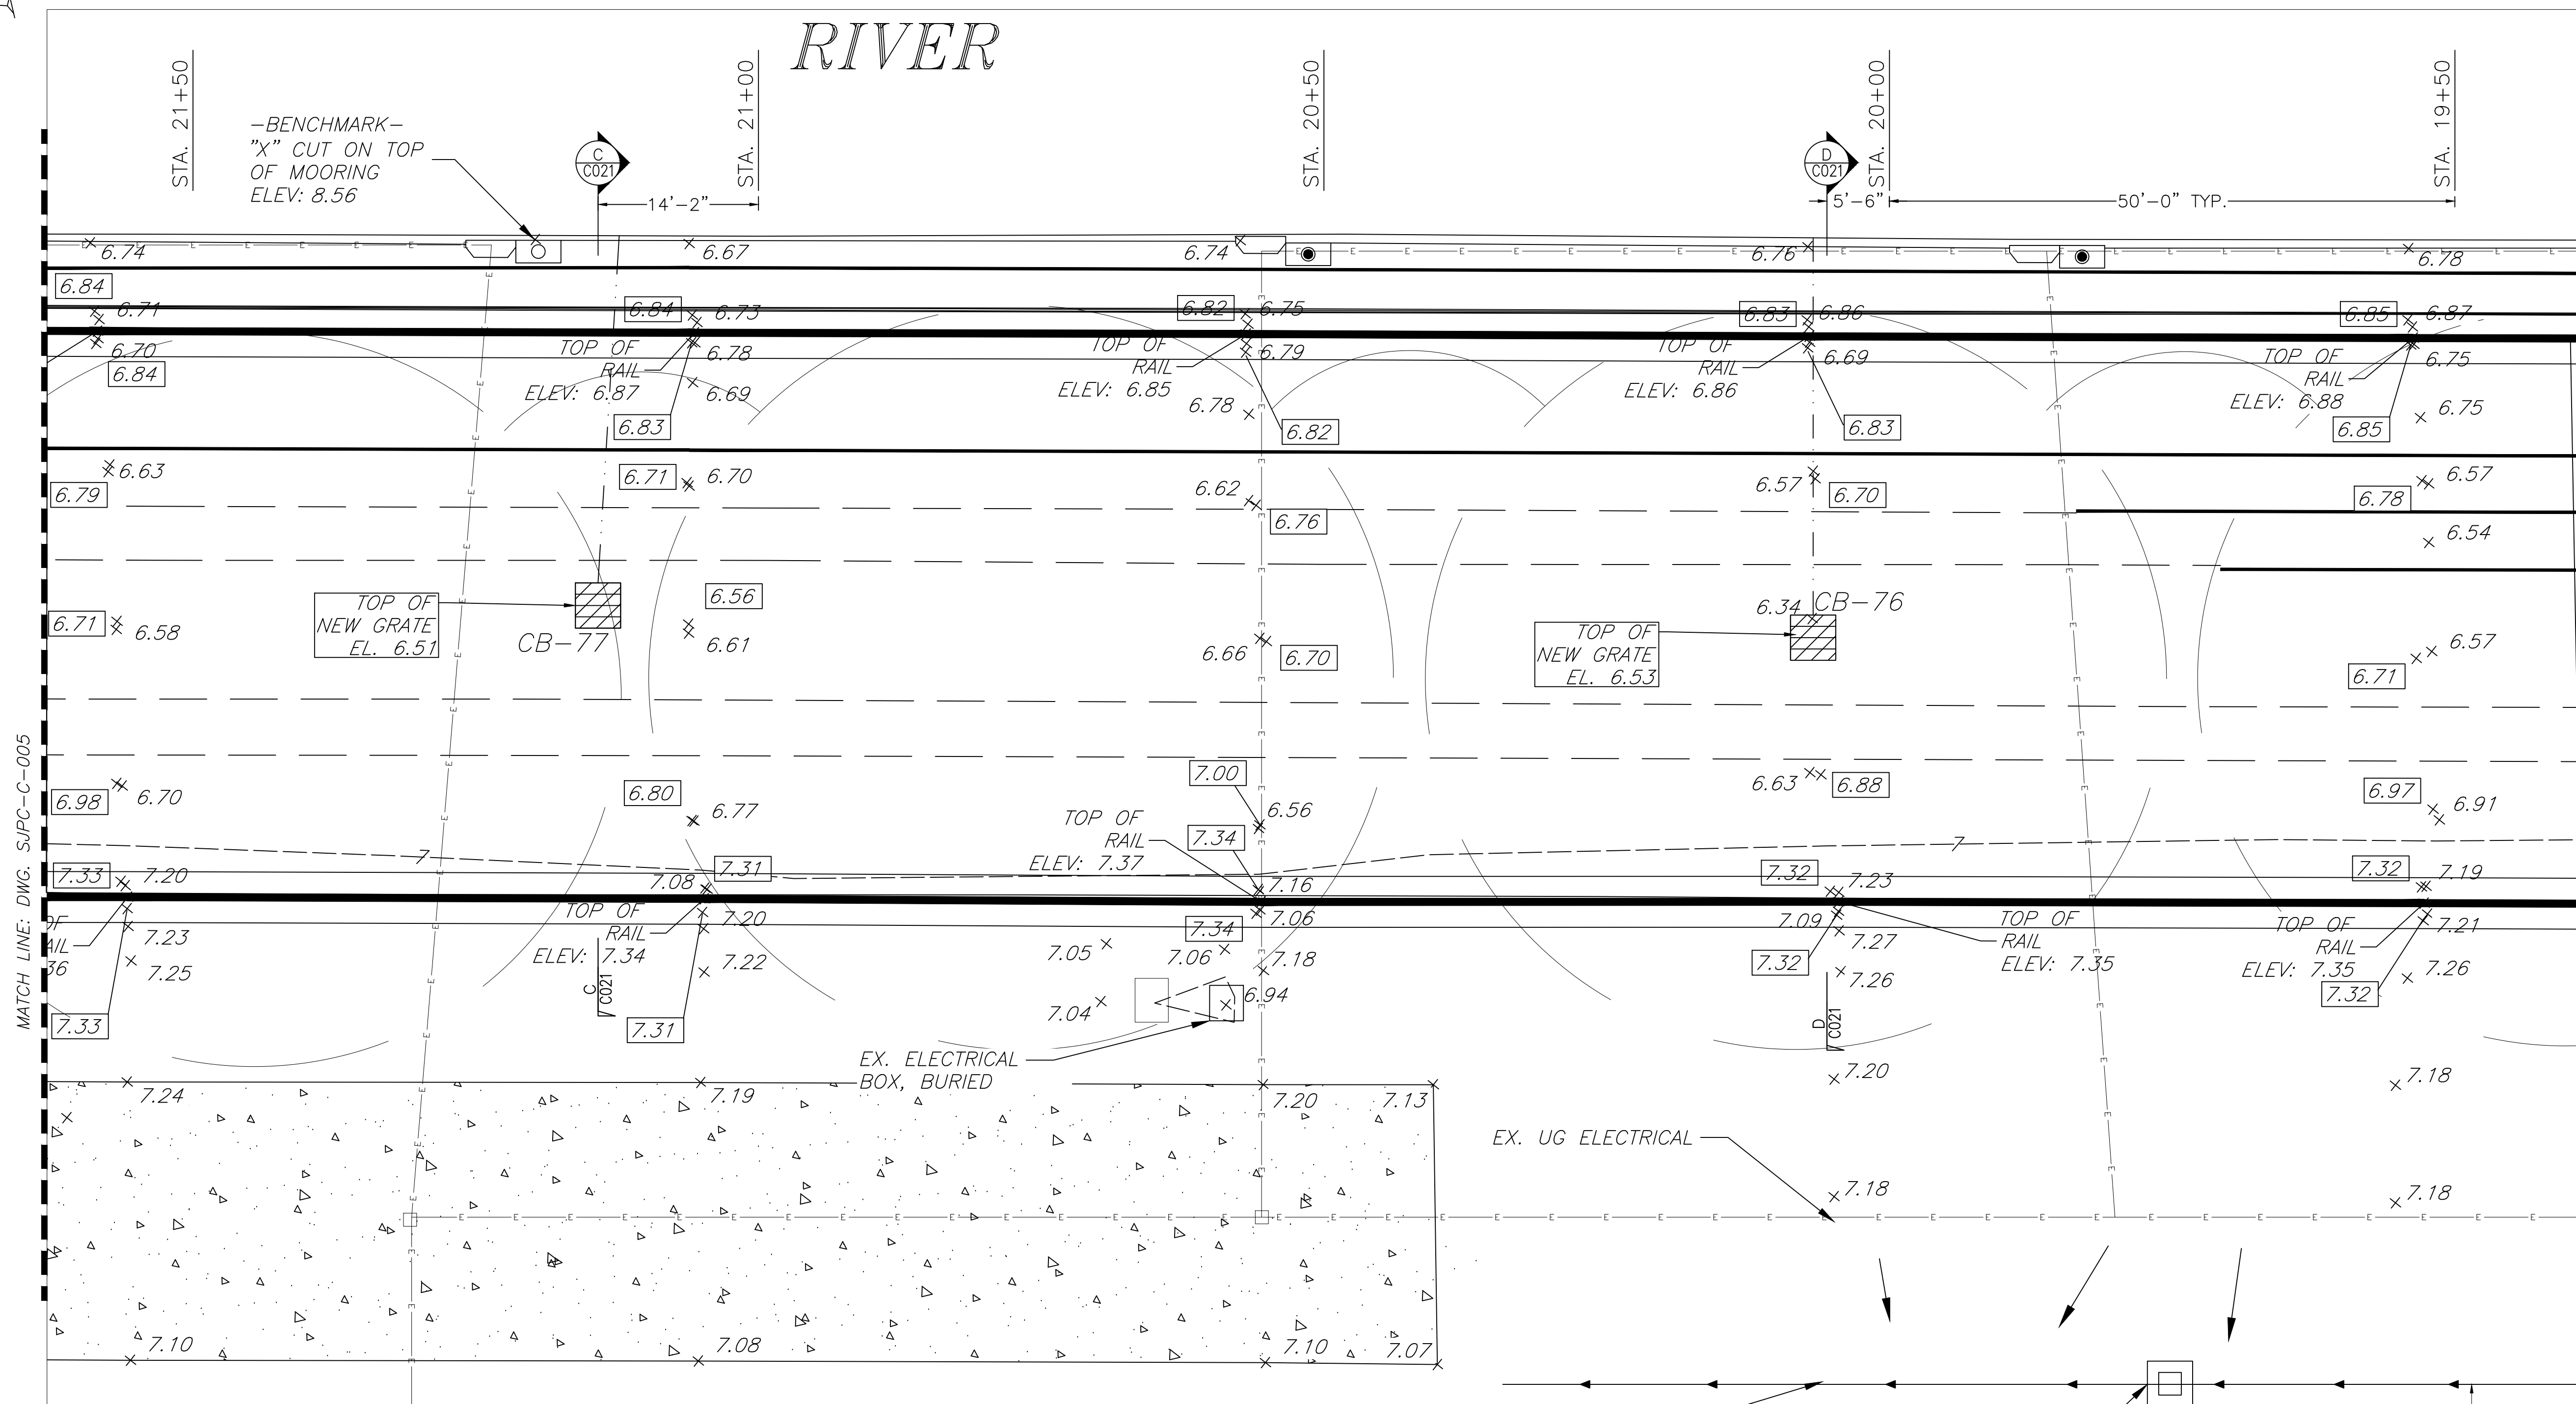 RIVER
STA. 21+50
STA. 21+00
STA. 20+50
STA. 20+00
STA. 19+50
-BENCHMARK-
"X" CUT ON TOP
OF MOORING
ELEV: 8.56
C
C021
14'-2"
D
C021
5'-6"
50'-0" TYP.
6.74
6.67
6.74
6.76
6.78
6.84
6.71
6.84
6.73
6.82
6.75
6.83
6.86
6.85
6.87
6.70
6.84
TOP OF
RAIL
ELEV: 6.87
6.78
6.69
6.83
TOP OF
RAIL
ELEV: 6.85
6.79
6.78
6.82
TOP OF
RAIL
ELEV: 6.86
6.69
6.83
TOP OF
RAIL
ELEV: 6.88
6.75
6.75
6.85
6.63
6.79
6.71
6.70
6.62
6.76
6.57
6.70
6.78
6.57
6.54
TOP OF
NEW GRATE
EL. 6.51
CB-77
6.71
6.58
6.56
6.61
6.66
6.70
6.34
CB-76
TOP OF
NEW GRATE
EL. 6.53
6.57
6.71
MATCH LINE: DWG. SJPC-C-005
6.98
6.70
6.80
6.77
7.00
6.56
6.63
6.88
6.97
6.91
7
7
7.33
7.20
7.08
7.31
TOP OF
RAIL
ELEV: 7.37
7.34
7.16
7.32
7.23
7.32
7.19
OF
AIL
36
7.23
7.25
7.33
TOP OF
RAIL
ELEV: 7.34
7.20
7.22
7.31
C
C021
7.06
7.34
7.05
7.06
7.18
7.04
6.94
7.09
7.27
7.26
7.32
TOP OF
RAIL
ELEV: 7.35
TOP OF
RAIL
ELEV: 7.35
7.21
7.26
7.32
D
C021
EX. ELECTRICAL
BOX, BURIED
7.20
7.18
7.24
7.19
7.20
7.13
EX. UG ELECTRICAL
7.18
7.18
7.10
7.08
7.10
7.07